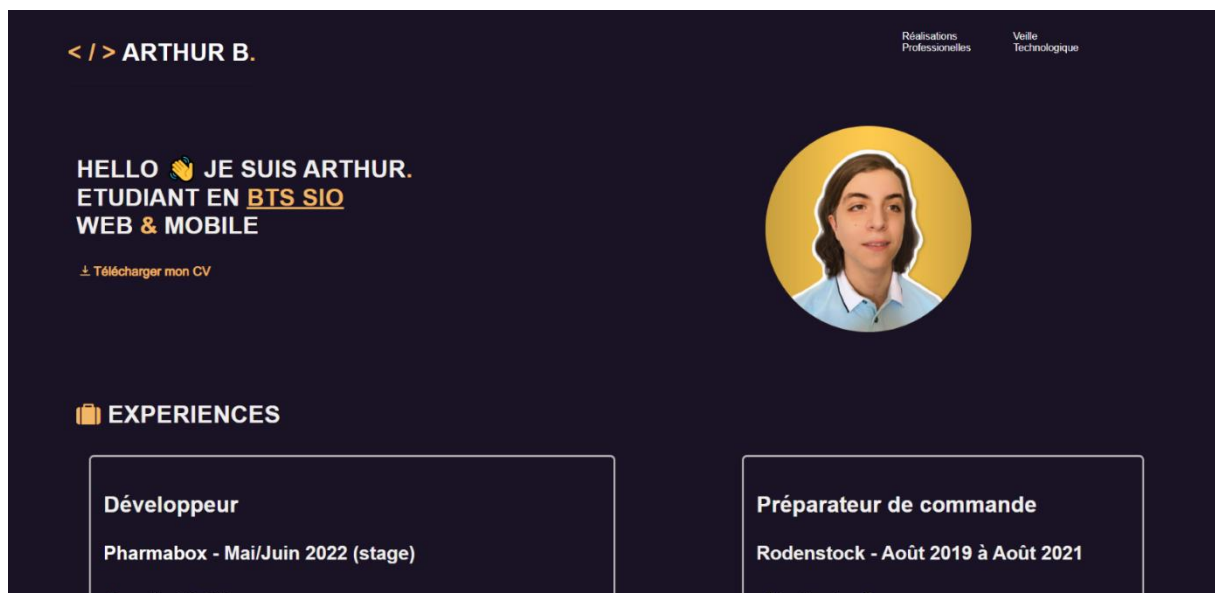 < / > ARTHUR B.
Réalisations
Professionelles
Veille
Technologique
HELLO 👋 JE SUIS ARTHUR.
ETUDIANT EN BTS SIO
WEB & MOBILE
Télécharger mon CV
EXPERIENCES
Développeur
Pharmabox - Mai/Juin 2022 (stage)
Préparateur de commande
Rodenstock - Août 2019 à Août 2021